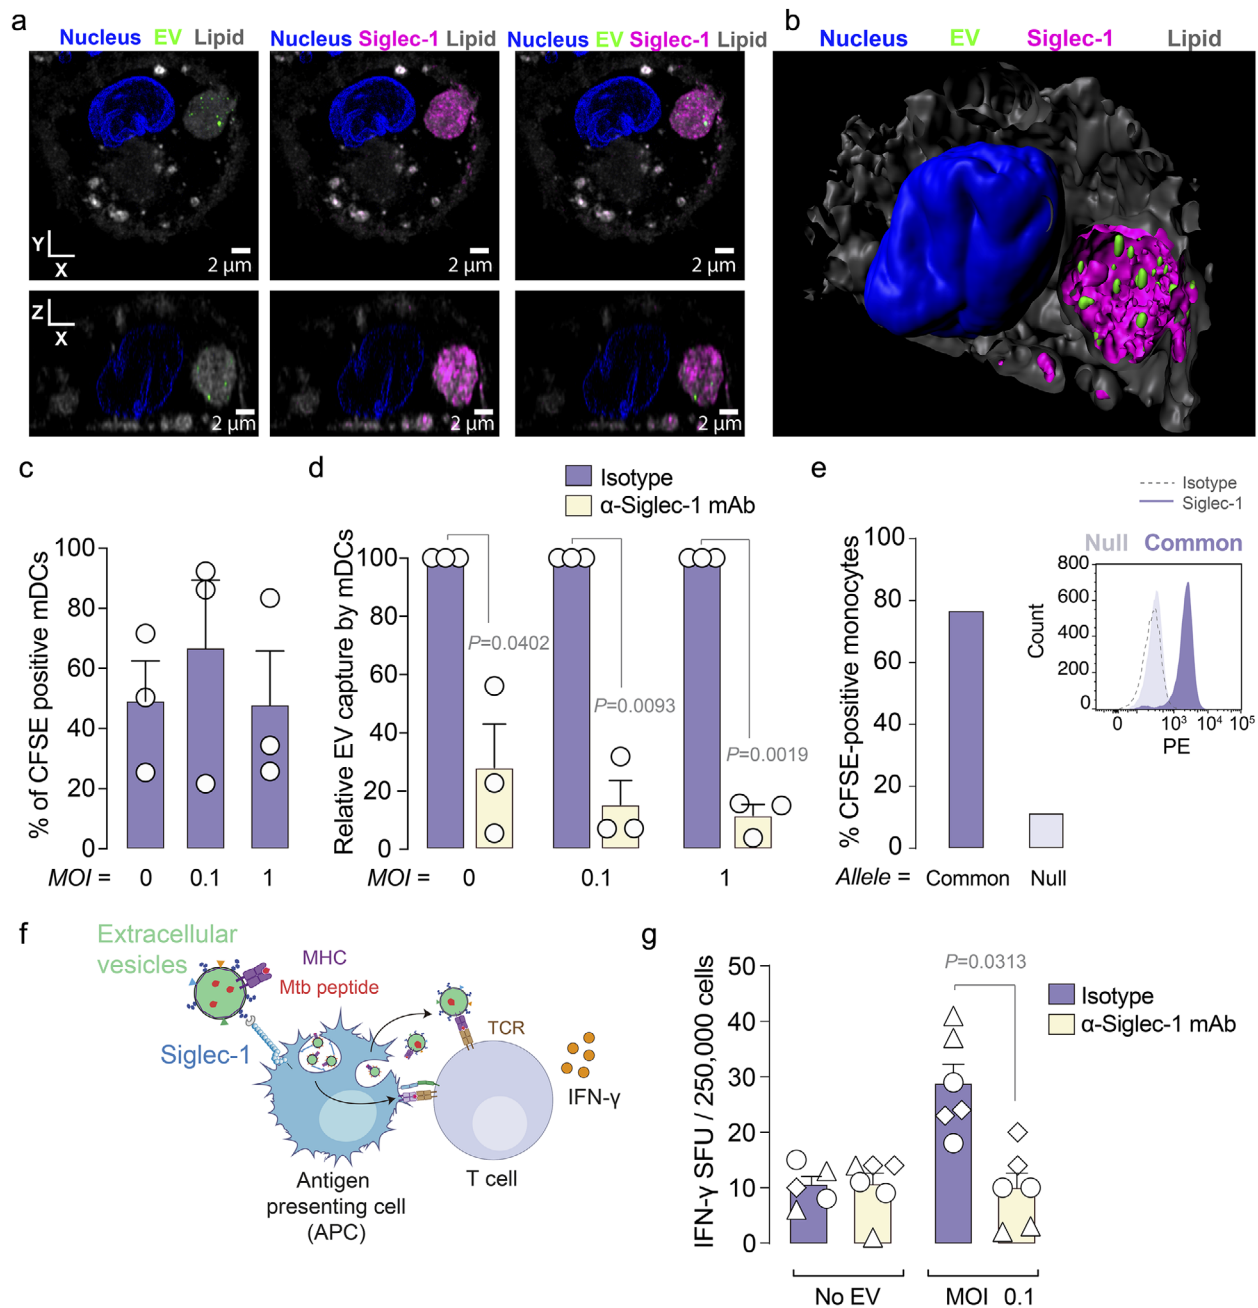 a
Nucleus EV Lipid
Nucleus Siglec-1 Lipid
Nucleus EV Siglec-1 Lipid
Y
X
2 μm
2 μm
2 μm
Z
X
2 μm
2 μm
2 μm
b
Nucleus EV Siglec-1 Lipid
c
% of CFSE positive mDCs
100
80
60
40
20
0
MOI = 0 0.1 1
d
Isotype
α-Siglec-1 mAb
Relative EV capture by mDCs
100
80
60
40
20
0
P=0.0402
P=0.0093
P=0.0019
MOI = 0 0.1 1
e
% CFSE-positive monocytes
100
80
60
40
20
0
Allele = Common Null
Isotype
Siglec-1
Null Common
Count
800
600
400
200
0
0 10³ 10⁴ 10⁵
PE
f
Extracellular
vesicles
MHC
Mtb peptide
Siglec-1
TCR
IFN-γ
Antigen
presenting cell
(APC)
T cell
g
IFN-γ SFU / 250,000 cells
50
40
30
20
10
0
P=0.0313
Isotype
α-Siglec-1 mAb
No EV MOI 0.1